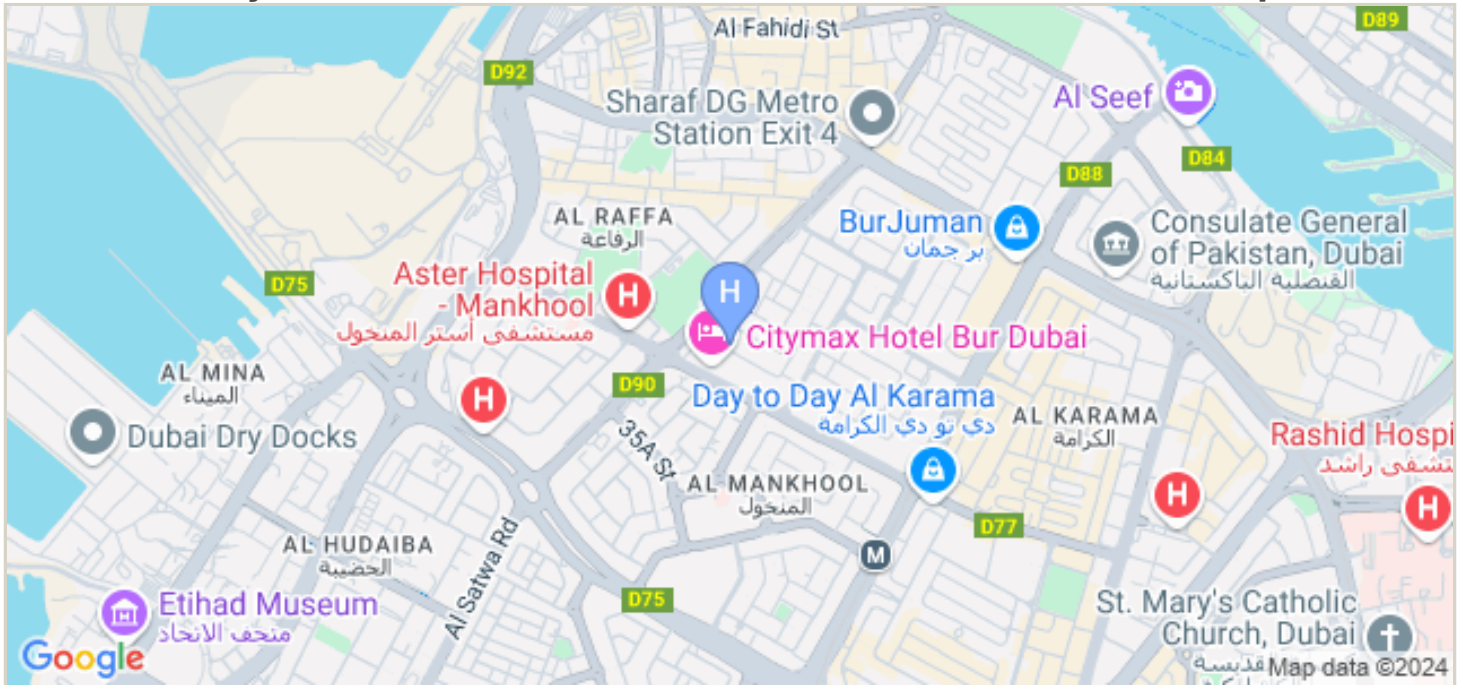 D89
Al Fahidi St
D92
Sharaf DG Metro
Station Exit 4
Al Seef
D84
D88
AL RAFFA
الرفاعة
BurJuman
بر جمان
Consulate General
of Pakistan, Dubai
القنصلية الباكستانية
D75
Aster Hospital
- Mankhool
مستشفى أستر المنخول
H
H
Citymax Hotel Bur Dubai
AL MINA
الميناء
H
D90
Day to Day Al Karama
دي تو دي الكرامة
AL KARAMA
الكرامة
Dubai Dry Docks
35A St
Rashid Hospi
تشفى راشد
AL MANKHOOL
المنخول
H
H
D77
AL HUDAIBA
الحضيبة
Al Satwa Rd
M
Etihad Museum
متحف الاتحاد
D75
St. Mary's Catholic
Church, Dubai
Google
Map data ©2024